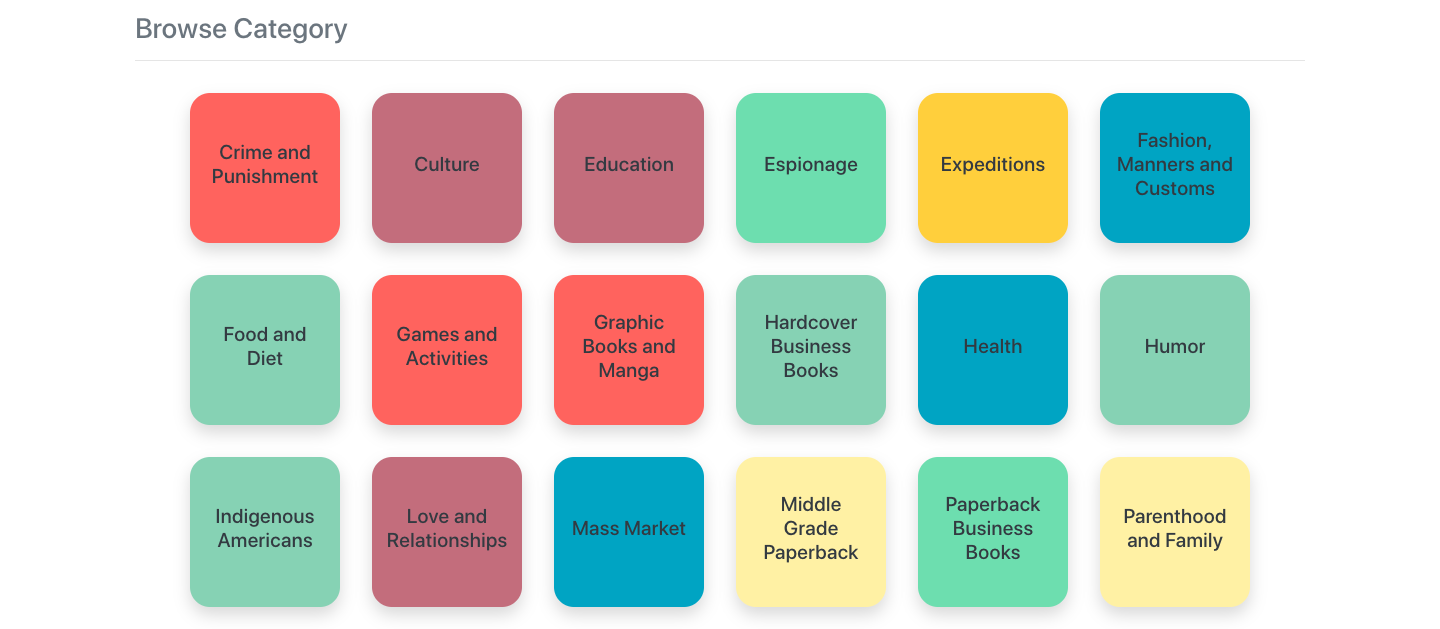 Browse Category
Crime and
Punishment
Culture
Education
Espionage
Expeditions
Fashion,
Manners and
Customs
Food and
Diet
Games and
Activities
Graphic
Books and
Manga
Hardcover
Business
Books
Health
Humor
Indigenous
Americans
Love and
Relationships
Mass Market
Middle
Grade
Paperback
Paperback
Business
Books
Parenthood
and Family